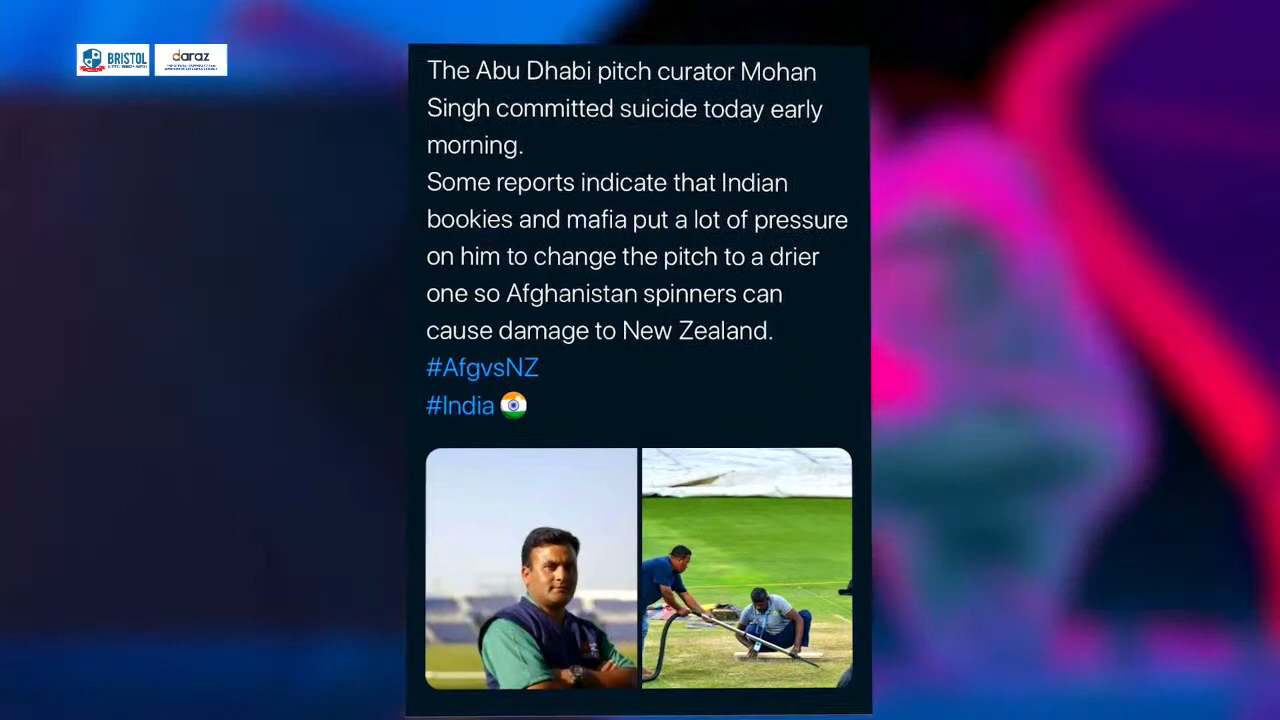 BRISTOL
daraz
The Abu Dhabi pitch curator Mohan
Singh committed suicide today early
morning.
Some reports indicate that Indian
bookies and mafia put a lot of pressure
on him to change the pitch to a drier
one so Afghanistan spinners can
cause damage to New Zealand.
#AfgvsNZ
#India